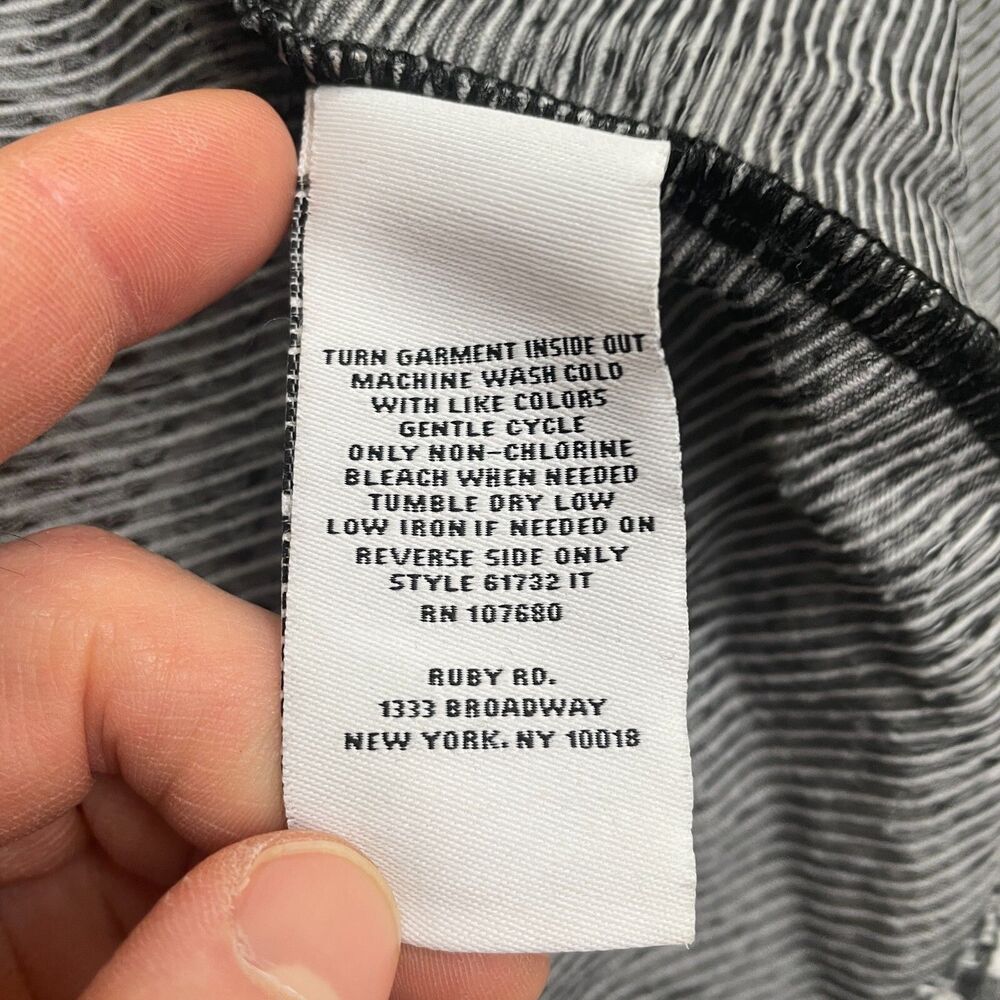 TURN GARMENT INSIDE OUT
MACHINE WASH COLD
WITH LIKE COLORS
GENTLE CYCLE
ONLY NON-CHLORINE
BLEACH WHEN NEEDED
TUMBLE DRY LOW
LOW IRON IF NEEDED ON
REVERSE SIDE ONLY
STYLE 61732 IT
RN 107680
RUBY RD.
1333 BROADWAY
NEW YORK, NY 10018